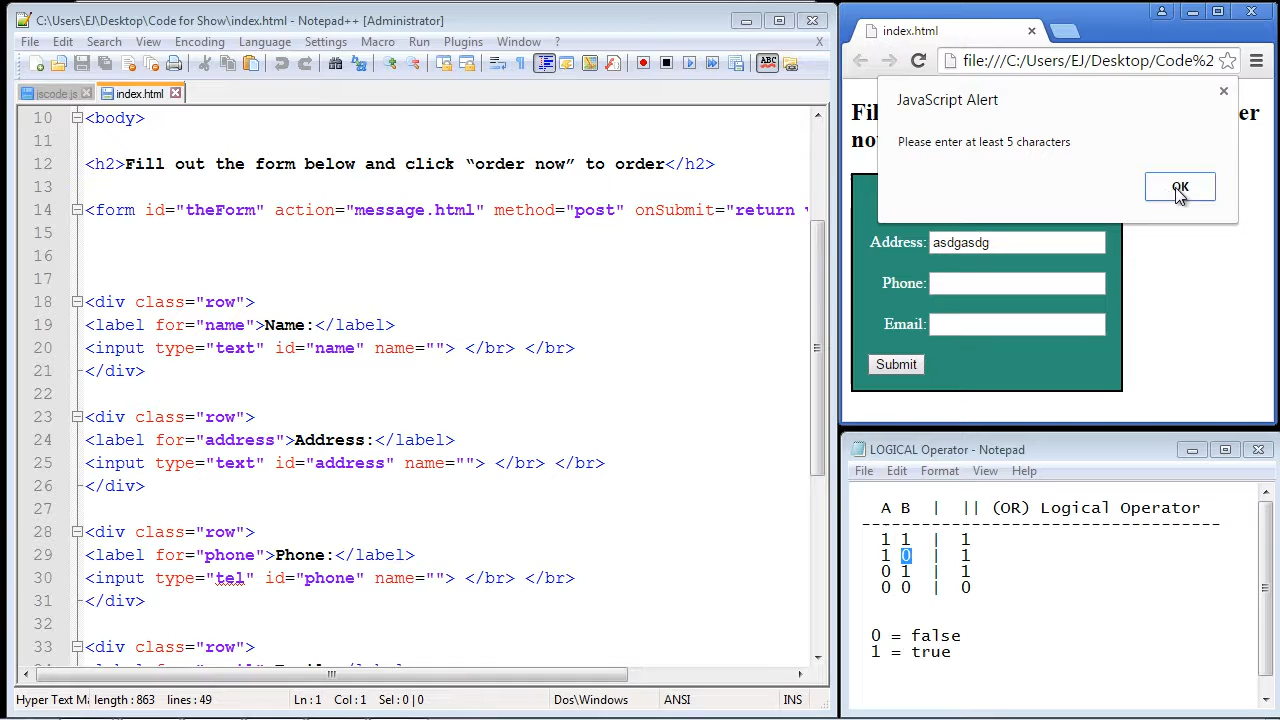 C:\Users\EJ\Desktop\Code for Show\index.html - Notepad++ [Administrator]
File Edit Search View Encoding Language Settings Macro Run Plugins Window ? X
jscode.js index.html
10 <body>
11
12 <h2>Fill out the form below and click “order now” to order</h2>
13
14 <form id="theForm" action="message.html" method="post" onSubmit="return
15
16
17
18 <div class="row">
19 <label for="name">Name:</label>
20 <input type="text" id="name" name=""> </br> </br>
21 </div>
22
23 <div class="row">
24 <label for="address">Address:</label>
25 <input type="text" id="address" name=""> </br> </br>
26 </div>
27
28 <div class="row">
29 <label for="phone">Phone:</label>
30 <input type="tel" id="phone" name=""> </br> </br>
31 </div>
32
33 <div class="row">
Hyper Text Ma length : 863 lines : 49 Ln : 1 Col : 1 Sel : 0 | 0 Dos\Windows ANSI INS
index.html
file:///C:/Users/EJ/Desktop/Code%2
JavaScript Alert
Please enter at least 5 characters
OK
Address: asdgasdg
Phone:
Email:
Submit
LOGICAL Operator - Notepad
File Edit Format View Help
A B | || (OR) Logical Operator
-----------------------------------
1 1 | 1
1 0 | 1
0 1 | 1
0 0 | 0
0 = false
1 = true